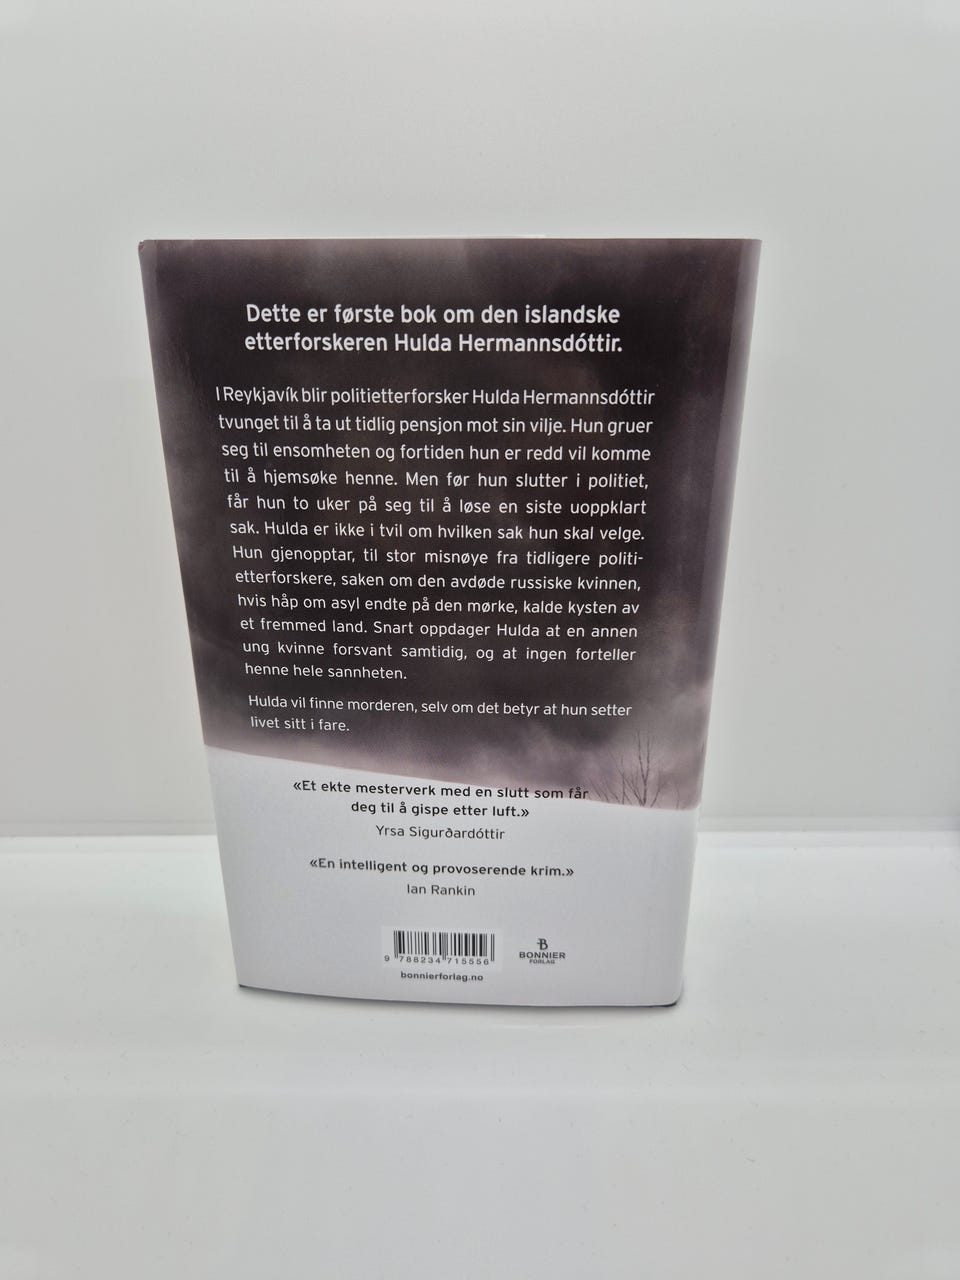 Dette er første bok om den islandske
etterforskeren Hulda Hermannsdóttir.
I Reykjavík blir politietterforsker Hulda Hermannsdóttir
tvunget til å ta ut tidlig pensjon mot sin vilje. Hun gruer
seg til ensomheten og fortiden hun er redd vil komme
til å hjemsøke henne. Men før hun slutter i politiet,
får hun to uker på seg til å løse en siste uoppklart
sak. Hulda er ikke i tvil om hvilken sak hun skal velge.
Hun gjenopptar, til stor misnøye fra tidligere politi-
etterforskere, saken om den avdøde russiske kvinnen,
hvis håp om asyl endte på den mørke, kalde kysten av
et fremmed land. Snart oppdager Hulda at en annen
ung kvinne forsvant samtidig, og at ingen forteller
henne hele sannheten.
Hulda vil finne morderen, selv om det betyr at hun setter
livet sitt i fare.
«Et ekte mesterverk med en slutt som får
deg til å gispe etter luft.»
Yrsa Sigurðardóttir
«En intelligent og provoserende krim.»
Ian Rankin
9 788234 715556
B
BONNIER
FORLAG
bonnierforlag.no